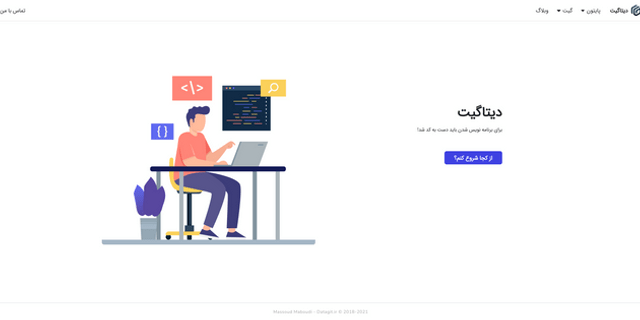 دیتاگیت پایتون گیت وبلاگ تماس با من
</>
{ }
دیتاگیت
برای برنامه نویس شدن باید دست به کد شد!
از کجا شروع کنم؟
Masoud Maboudi - Datagit.ir © 2018-2021